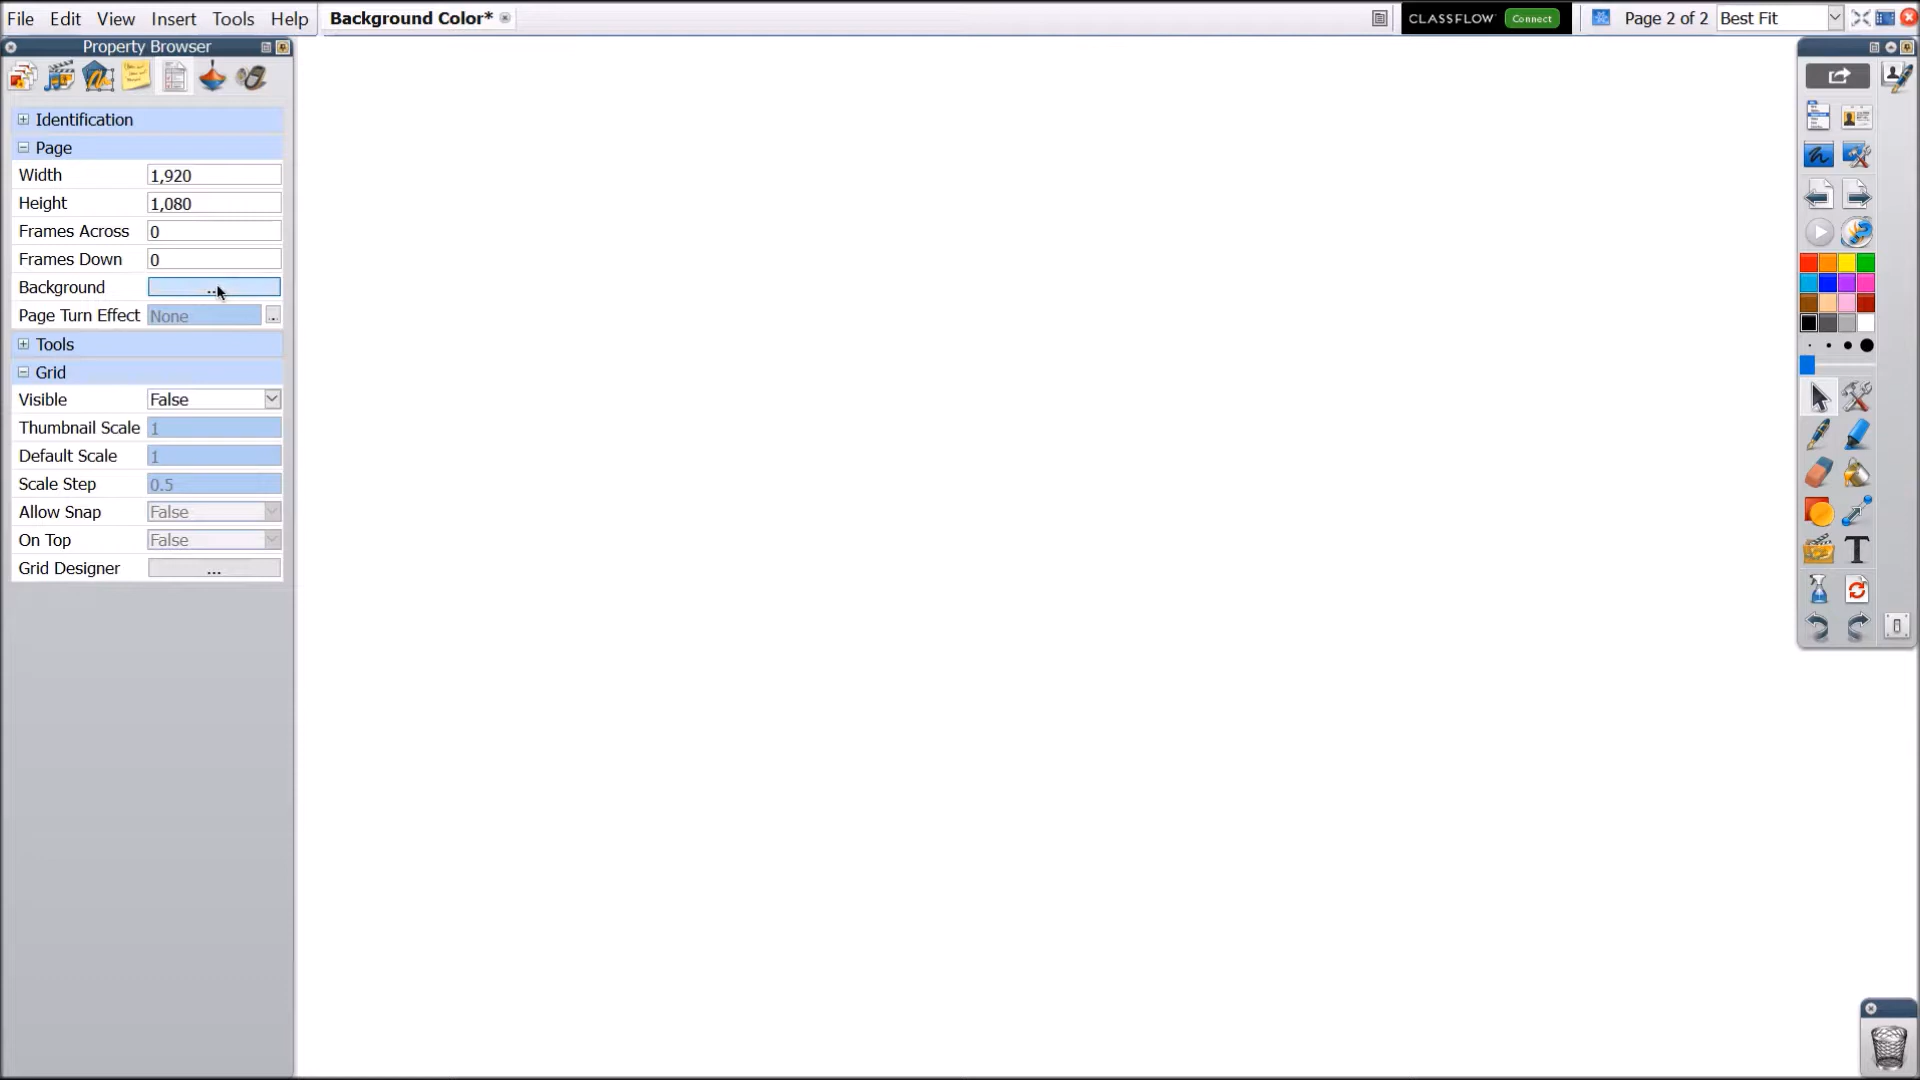 File Edit View Insert Tools Help
Background Color*
CLASSFLOW Connect
Page 2 of 2 Best Fit
Property Browser
Identification
Page
Width 1,920
Height 1,080
Frames Across 0
Frames Down 0
Background ...
Page Turn Effect None ...
Tools
Grid
Visible False
Thumbnail Scale 1
Default Scale 1
Scale Step 0.5
Allow Snap False
On Top False
Grid Designer ...
T